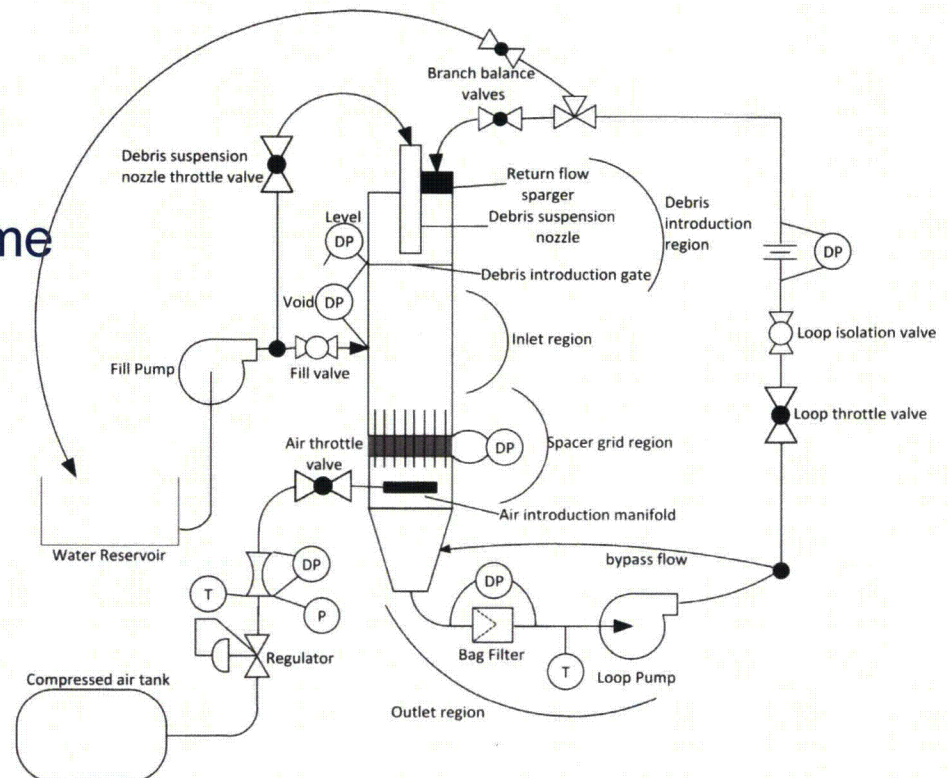 Branch balance
valves
Debris suspension
nozzle throttle valve
Return flow
sparger
Debris
introduction
region
me
Level
DP
Debris suspension
nozzle
DP
Debris introduction gate
Void
DP
Inlet region
Loop isolation valve
Fill Pump
Fill valve
Loop throttle valve
Air throttle
valve
DP
Spacer grid region
Air introduction manifold
Water Reservoir
bypass flow
DP
T
P
DP
Regulator
Bag Filter
T
Loop Pump
Compressed air tank
Outlet region